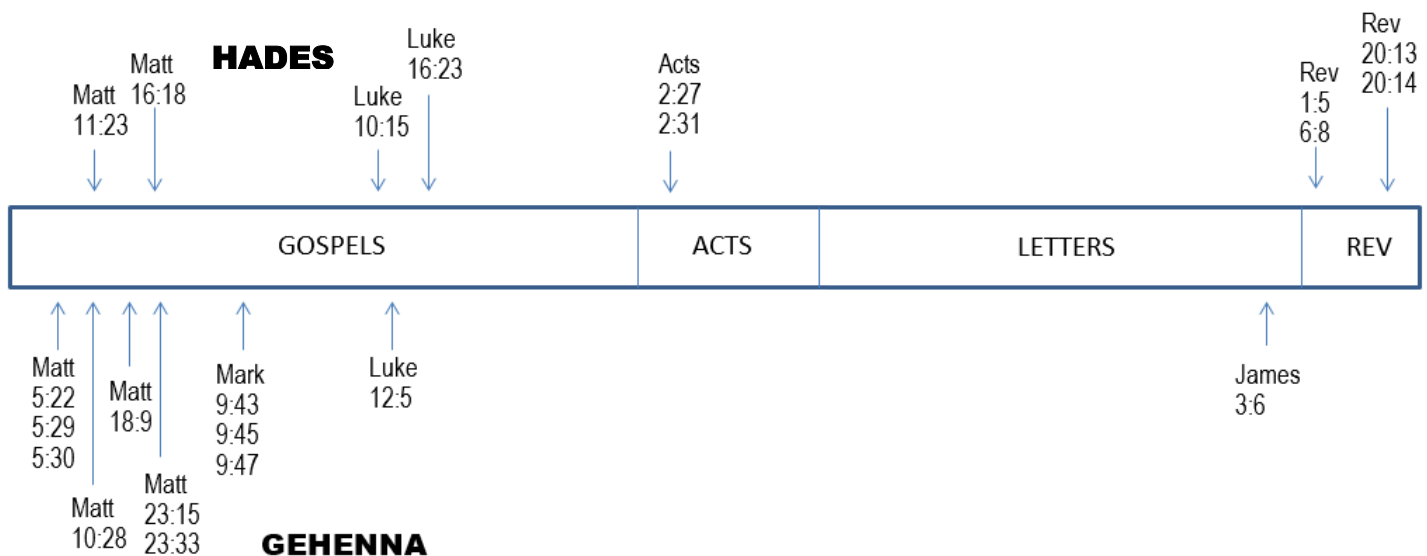 HADES
Matt
11:23
Matt
16:18
Luke
10:15
Luke
16:23
Acts
2:27
2:31
Rev
1:5
6:8
Rev
20:13
20:14
GOSPELS
ACTS
LETTERS
REV
Matt
5:22
5:29
5:30
Matt
10:28
Matt
18:9
Matt
23:15
23:33
Mark
9:43
9:45
9:47
Luke
12:5
James
3:6
GEHENNA